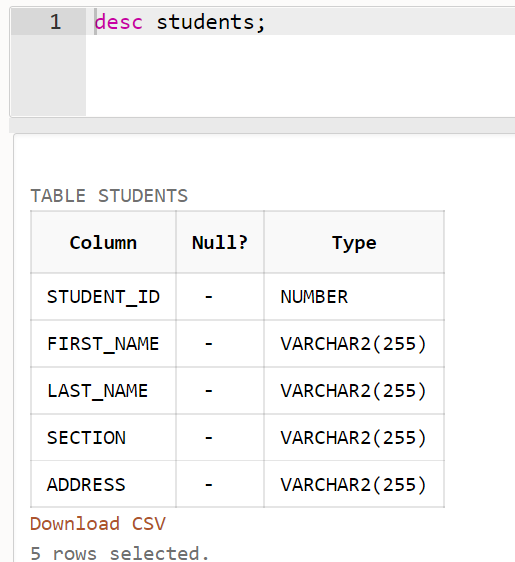 1 desc students;
TABLE STUDENTS
Column Null? Type
STUDENT_ID - NUMBER
FIRST_NAME - VARCHAR2(255)
LAST_NAME - VARCHAR2(255)
SECTION - VARCHAR2(255)
ADDRESS - VARCHAR2(255)
Download CSV
5 rows selected.